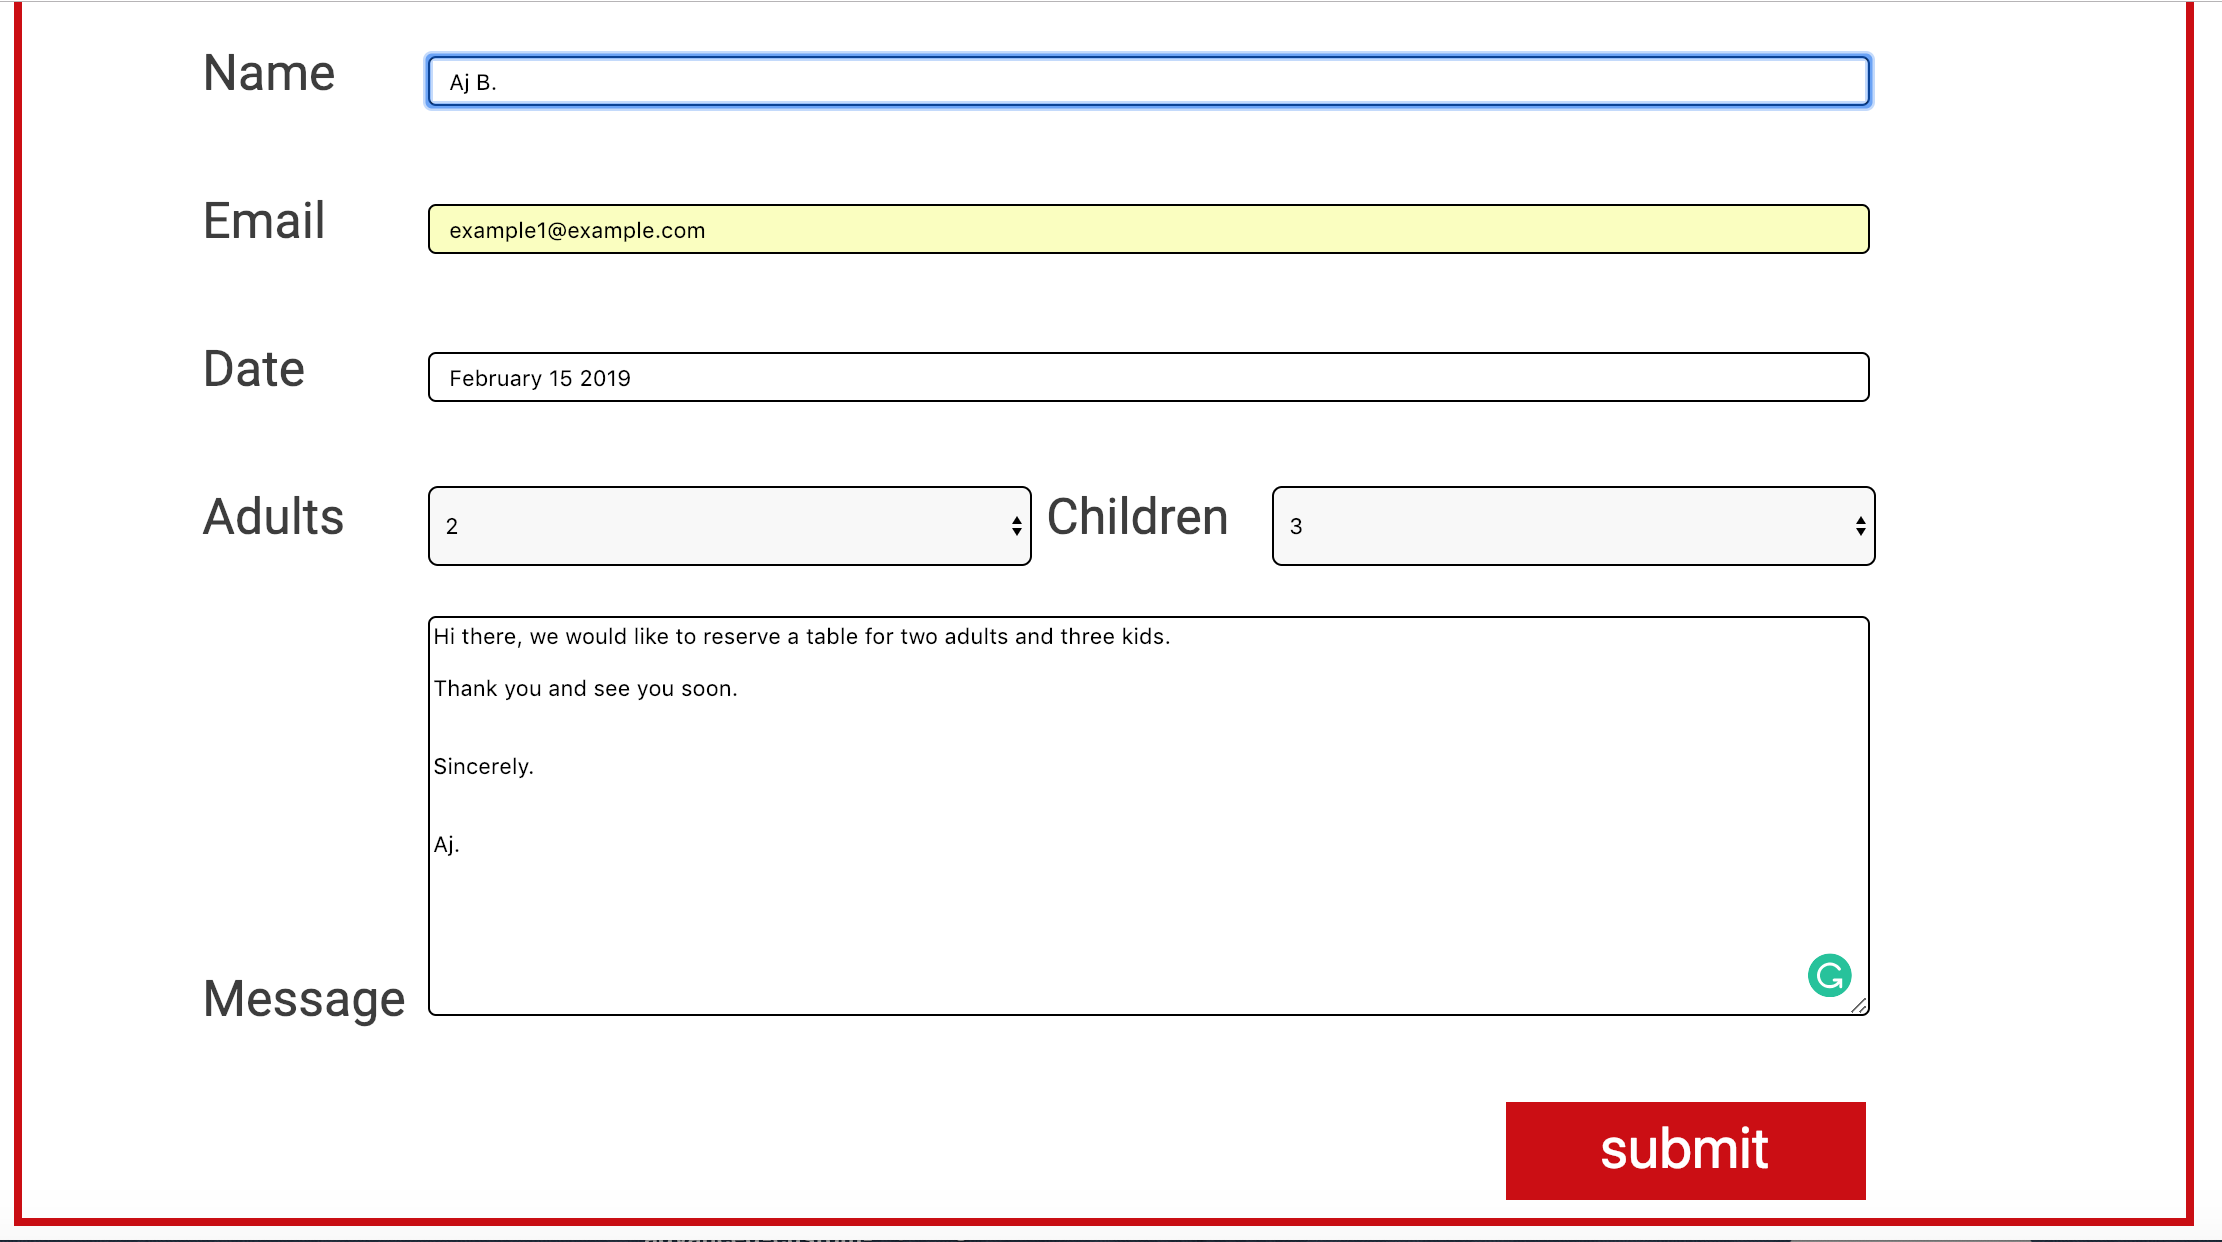 Name
Aj B.
Email
example1@example.com
Date
February 15 2019
Adults
2
Children
3
Message
Hi there, we would like to reserve a table for two adults and three kids.
Thank you and see you soon.
Sincerely.
Aj.
submit